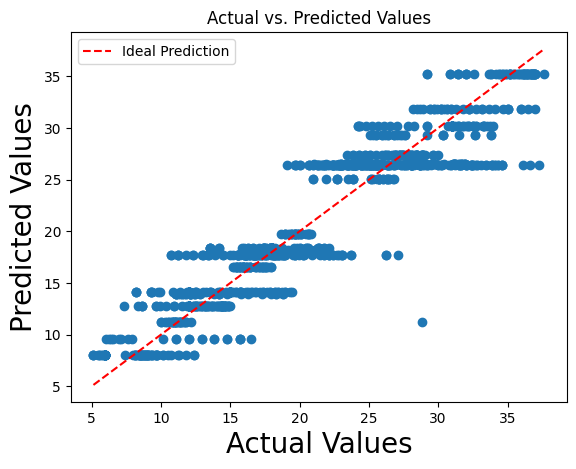 Actual vs. Predicted Values
Ideal Prediction
Predicted Values
35
30
25
20
15
10
5
5 10 15 20 25 30 35
Actual Values